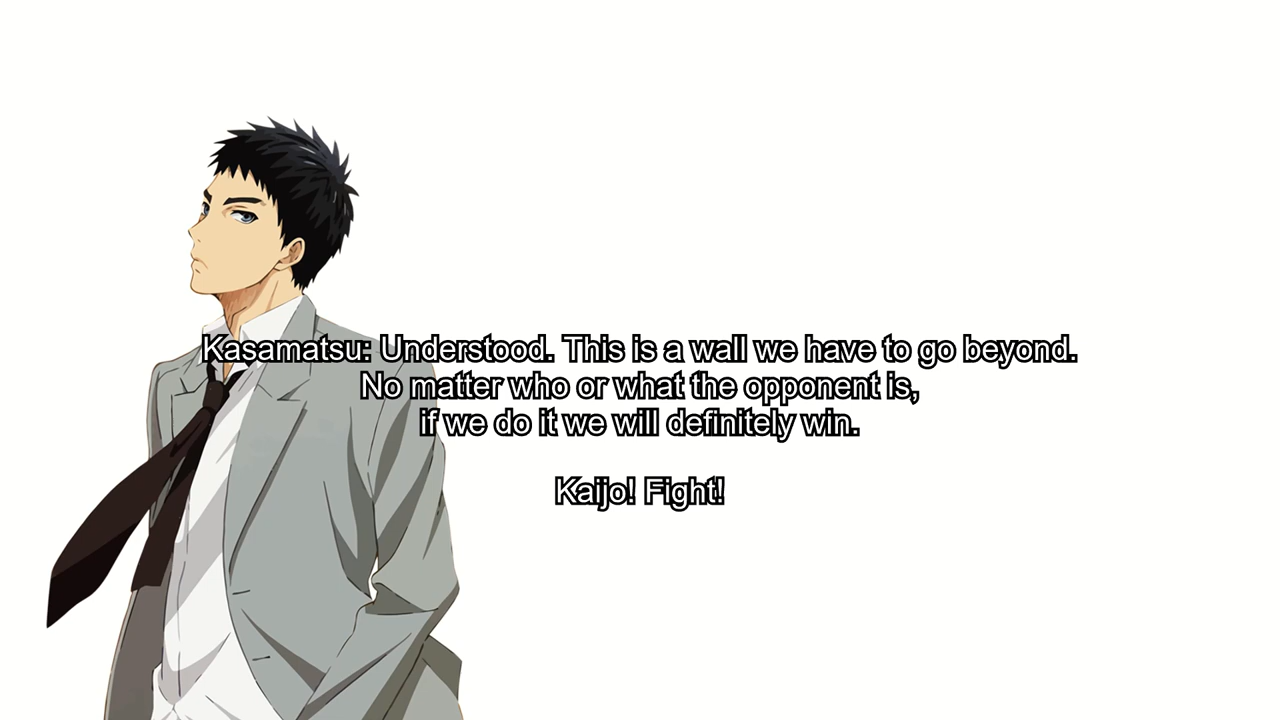 Kasamatsu: Understood. This is a wall we have to go beyond.
No matter who or what the opponent is,
if we do it we will definitely win.
Kaijo! Fight!